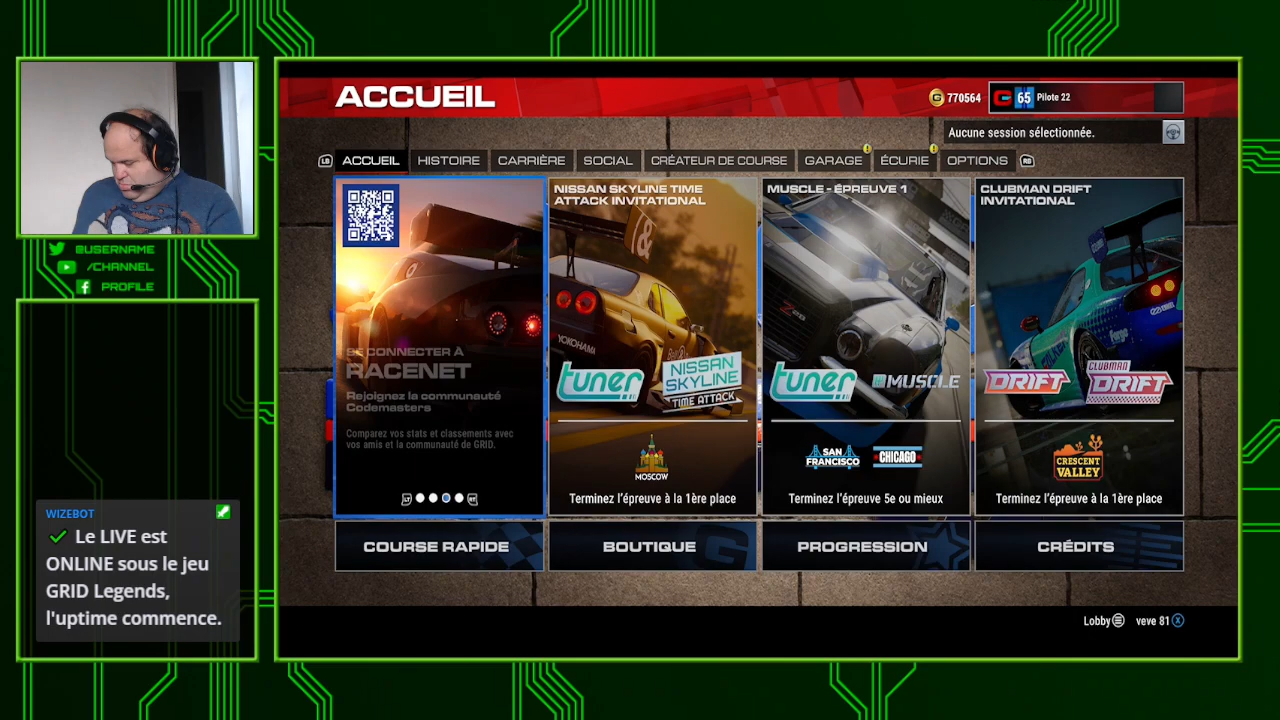 ACCUEIL
770564
65
Pilote 22
Aucune session sélectionnée.
LB
ACCUEIL
HISTOIRE
CARRIÈRE
SOCIAL
CRÉATEUR DE COURSE
GARAGE
ÉCURIE
OPTIONS
RB
SE CONNECTER À
RACENET
Rejoignez la communauté
Codemasters
Comparez vos stats et classements avec
vos amis et la communauté de GRID.
LT
RT
NISSAN SKYLINE TIME
ATTACK INVITATIONAL
YOKOHAMA
tuner
NISSAN
SKYLINE
TIME ATTACK
MOSCOW
Terminez l'épreuve à la 1ère place
MUSCLE - ÉPREUVE 1
tuner
MUSCLE
SAN
FRANCISCO
CHICAGO
Terminez l'épreuve 5e ou mieux
CLUBMAN DRIFT
INVITATIONAL
DRIFT
CLUBMAN
DRIFT
CRESCENT
VALLEY
Terminez l'épreuve à la 1ère place
COURSE RAPIDE
BOUTIQUE
PROGRESSION
CRÉDITS
Lobby
veve 81
X
@USERNAME
/CHANNEL
PROFILE
WIZEBOT
Le LIVE est
ONLINE sous le jeu
GRID Legends,
l'uptime commence.